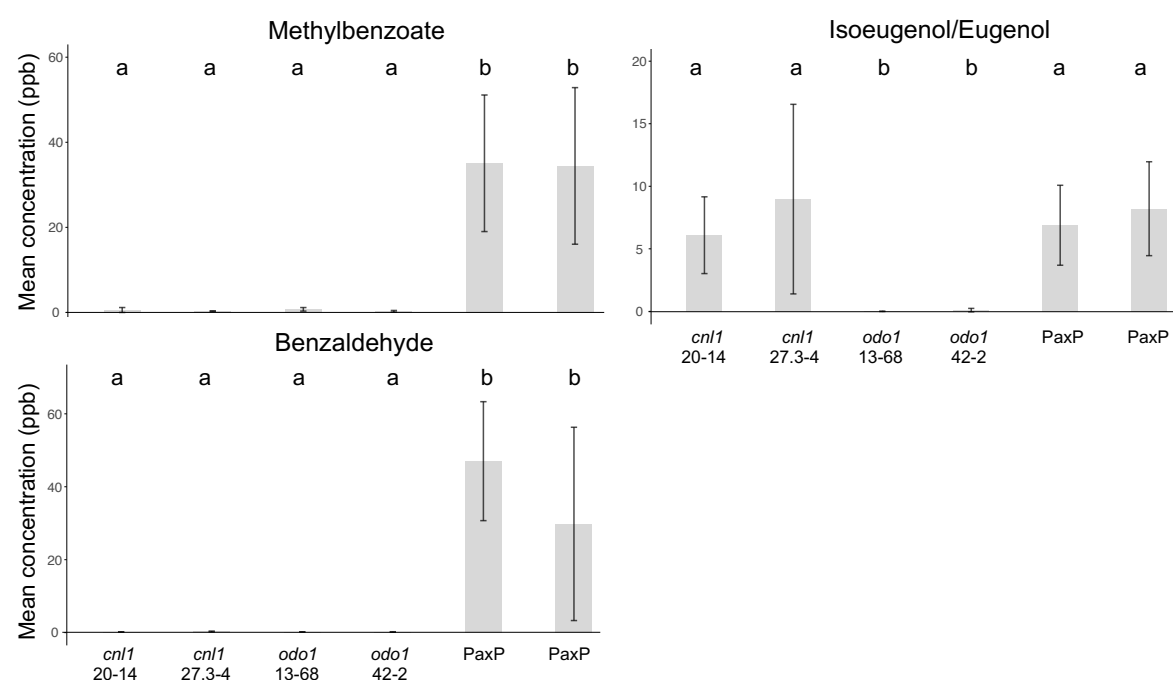 Methylbenzoate
Mean concentration (ppb)
60
40
20
0
a a a a b b
Isoeugenol/Eugenol
20
15
10
5
0
a a b b a a
cnl1 cnl1 odo1 odo1 PaxP PaxP
20-14 27.3-4 13-68 42-2
Benzaldehyde
Mean concentration (ppb)
60
40
20
0
a a a a b b
cnl1 cnl1 odo1 odo1 PaxP PaxP
20-14 27.3-4 13-68 42-2